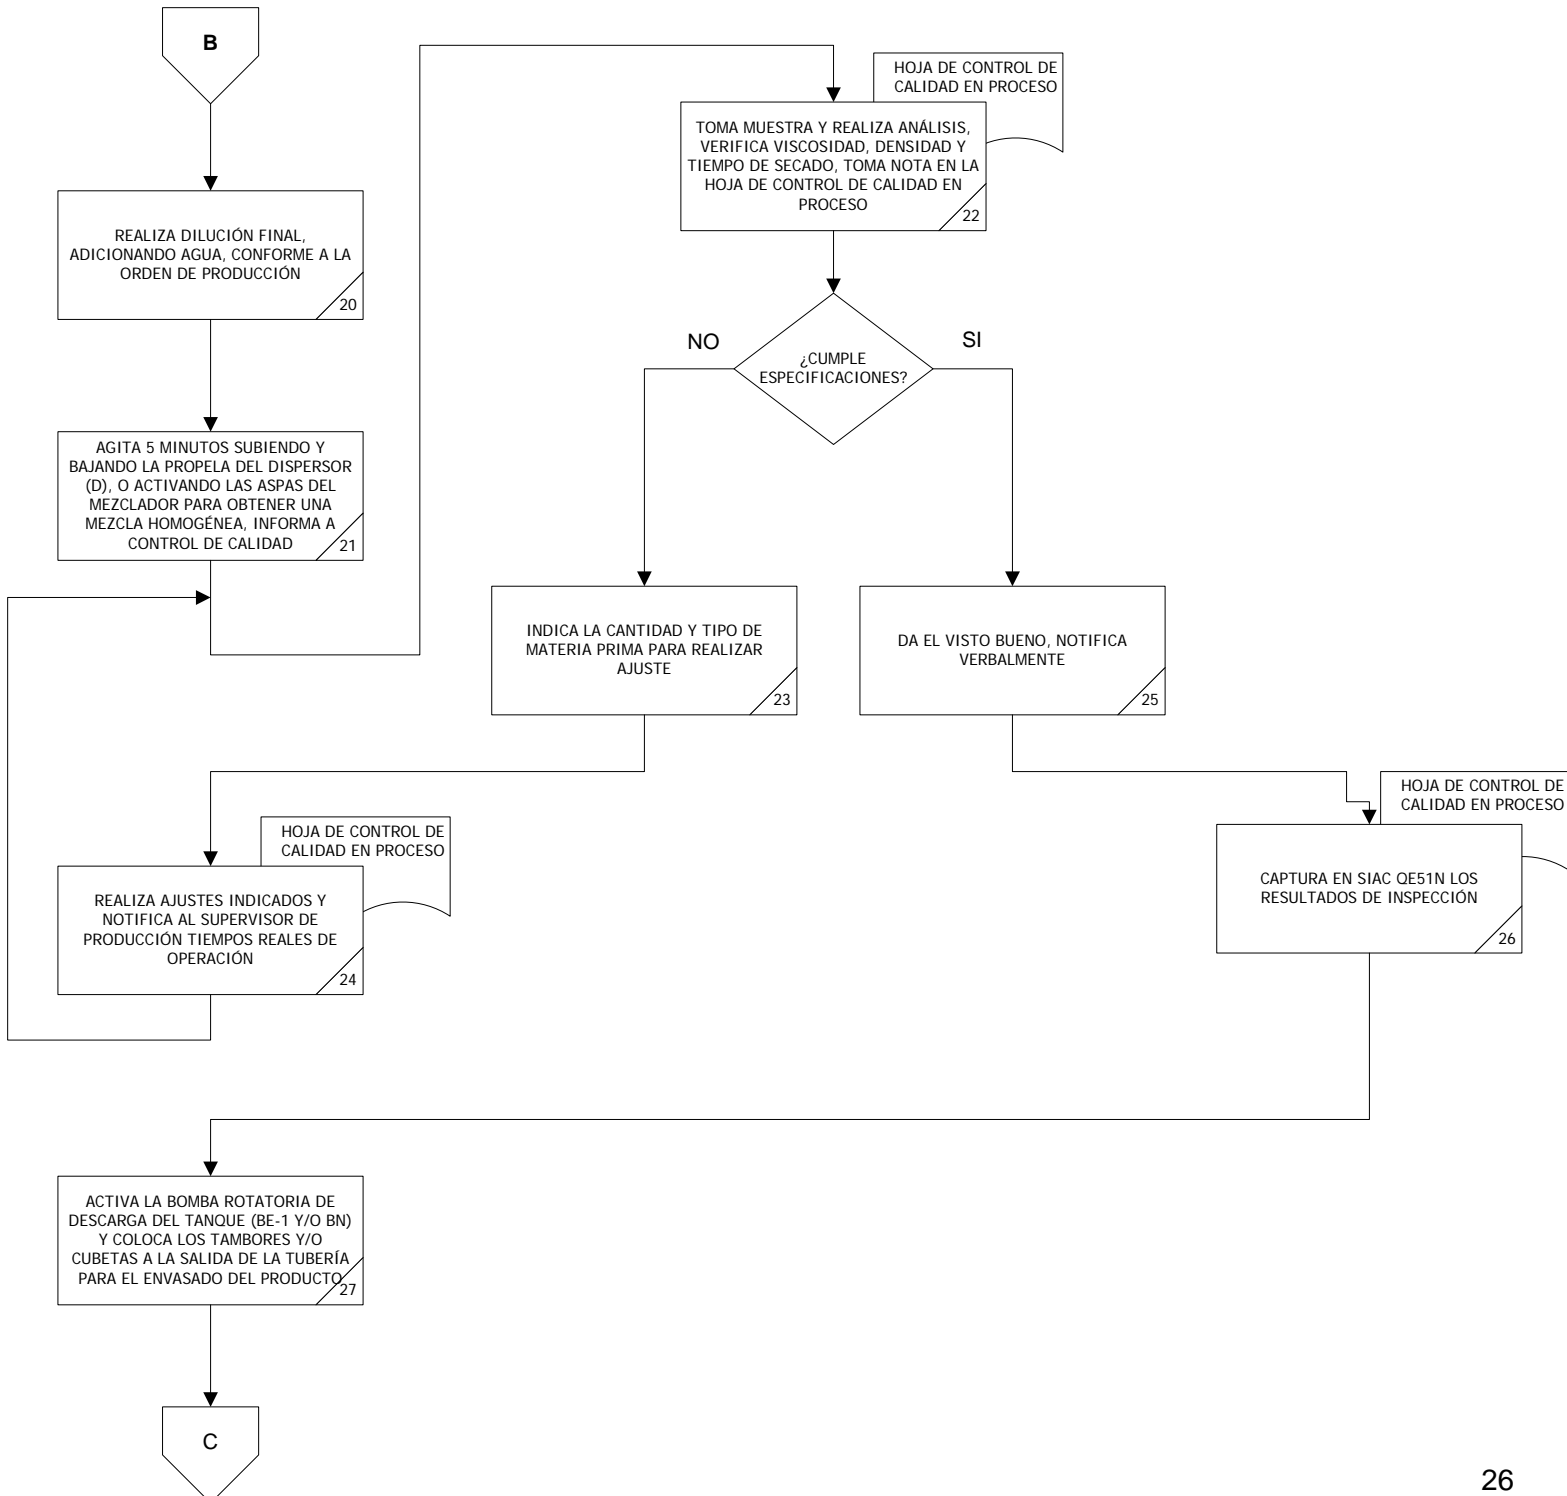 B
REALIZA DILUCIÓN FINAL,
ADICIONANDO AGUA, CONFORME A LA
ORDEN DE PRODUCCIÓN
20
AGITA 5 MINUTOS SUBIENDO Y
BAJANDO LA PROPELA DEL DISPERSOR
(D), O ACTIVANDO LAS ASPAS DEL
MEZCLADOR PARA OBTENER UNA
MEZCLA HOMOGÉNEA, INFORMA A
CONTROL DE CALIDAD
21
HOJA DE CONTROL DE
CALIDAD EN PROCESO
TOMA MUESTRA Y REALIZA ANÁLISIS,
VERIFICA VISCOSIDAD, DENSIDAD Y
TIEMPO DE SECADO, TOMA NOTA EN LA
HOJA DE CONTROL DE CALIDAD EN
PROCESO
22
NO
SI
¿CUMPLE
ESPECIFICACIONES?
INDICA LA CANTIDAD Y TIPO DE
MATERIA PRIMA PARA REALIZAR
AJUSTE
23
DA EL VISTO BUENO, NOTIFICA
VERBALMENTE
25
HOJA DE CONTROL DE
CALIDAD EN PROCESO
REALIZA AJUSTES INDICADOS Y
NOTIFICA AL SUPERVISOR DE
PRODUCCIÓN TIEMPOS REALES DE
OPERACIÓN
24
HOJA DE CONTROL DE
CALIDAD EN PROCESO
CAPTURA EN SIAC QE51N LOS
RESULTADOS DE INSPECCIÓN
26
ACTIVA LA BOMBA ROTATORIA DE
DESCARGA DEL TANQUE (BE-1 Y/O BN)
Y COLOCA LOS TAMBORES Y/O
CUBETAS A LA SALIDA DE LA TUBERÍA
PARA EL ENVASADO DEL PRODUCTO
27
C
26